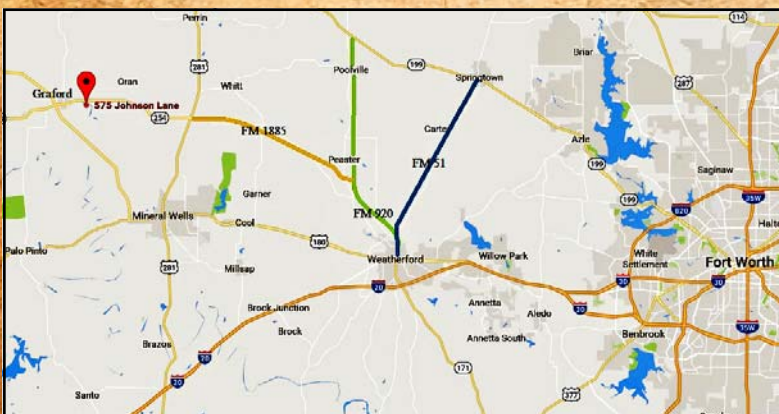 Perrin
114
281
Briar
199
Poolville
Springtown
287
Whitt
Oran
Graford
575 Johnson Lane
254
FM 1885
Carter
Azle
Peaster
FM 51
199
Saginaw
Garner
199
820
35W
FM 920
Mineral Wells
Cool
180
White
Settlement
Fort Worth
Palo Pinto
Weatherford
Willow Park
281
Millsap
20
30
30
Annetta
Aledo
20
Brock Junction
Brock
Annetta South
Benbrook
35W
Brazos
20
171
377
Santo
20